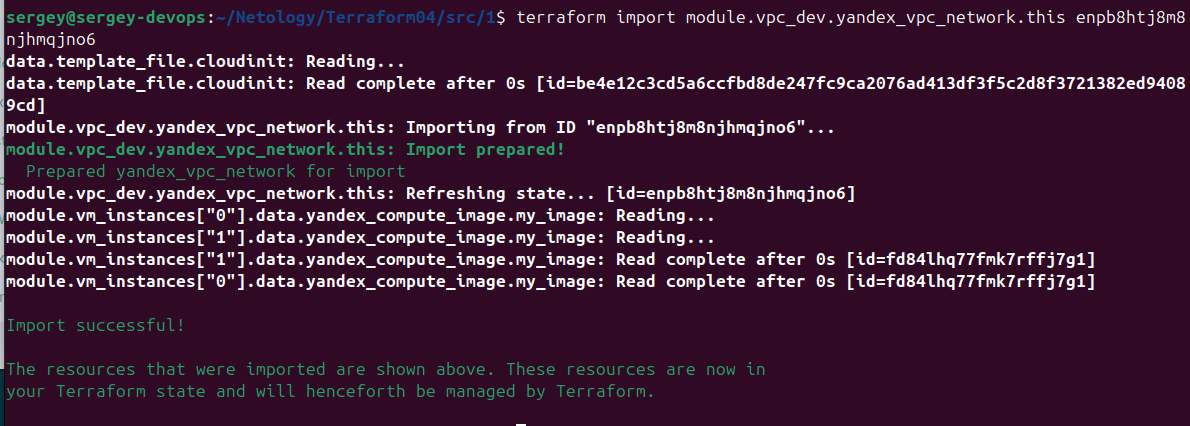 sergey@sergey-devops:~/Netology/Terraform04/src/1$ terraform import module.vpc_dev.yandex_vpc_network.this enpb8htj8m8
njhmqjno6
data.template_file.cloudinit: Reading...
data.template_file.cloudinit: Read complete after 0s [id=be4e12c3cd5a6ccfbd8de247fc9ca2076ad413df3f5c2d8f3721382ed9408
9cd]
module.vpc_dev.yandex_vpc_network.this: Importing from ID "enpb8htj8m8njhmqjno6"...
module.vpc_dev.yandex_vpc_network.this: Import prepared!
  Prepared yandex_vpc_network for import
module.vpc_dev.yandex_vpc_network.this: Refreshing state... [id=enpb8htj8m8njhmqjno6]
module.vm_instances["0"].data.yandex_compute_image.my_image: Reading...
module.vm_instances["1"].data.yandex_compute_image.my_image: Reading...
module.vm_instances["1"].data.yandex_compute_image.my_image: Read complete after 0s [id=fd84lhq77fmk7rffj7g1]
module.vm_instances["0"].data.yandex_compute_image.my_image: Read complete after 0s [id=fd84lhq77fmk7rffj7g1]
Import successful!
The resources that were imported are shown above. These resources are now in
your Terraform state and will henceforth be managed by Terraform.